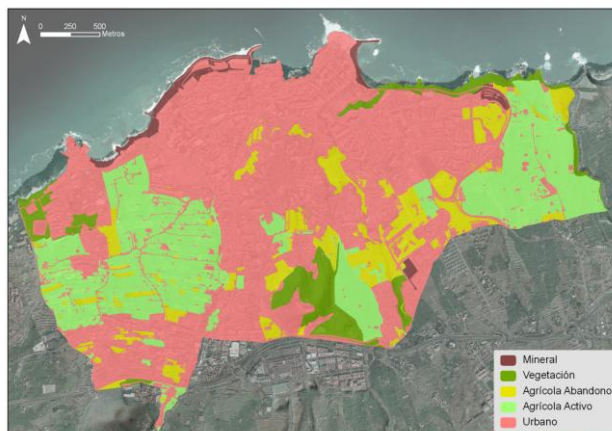 N
0 250 500
Metros
Mineral
Vegetación
Agrícola Abandono
Agrícola Activo
Urbano